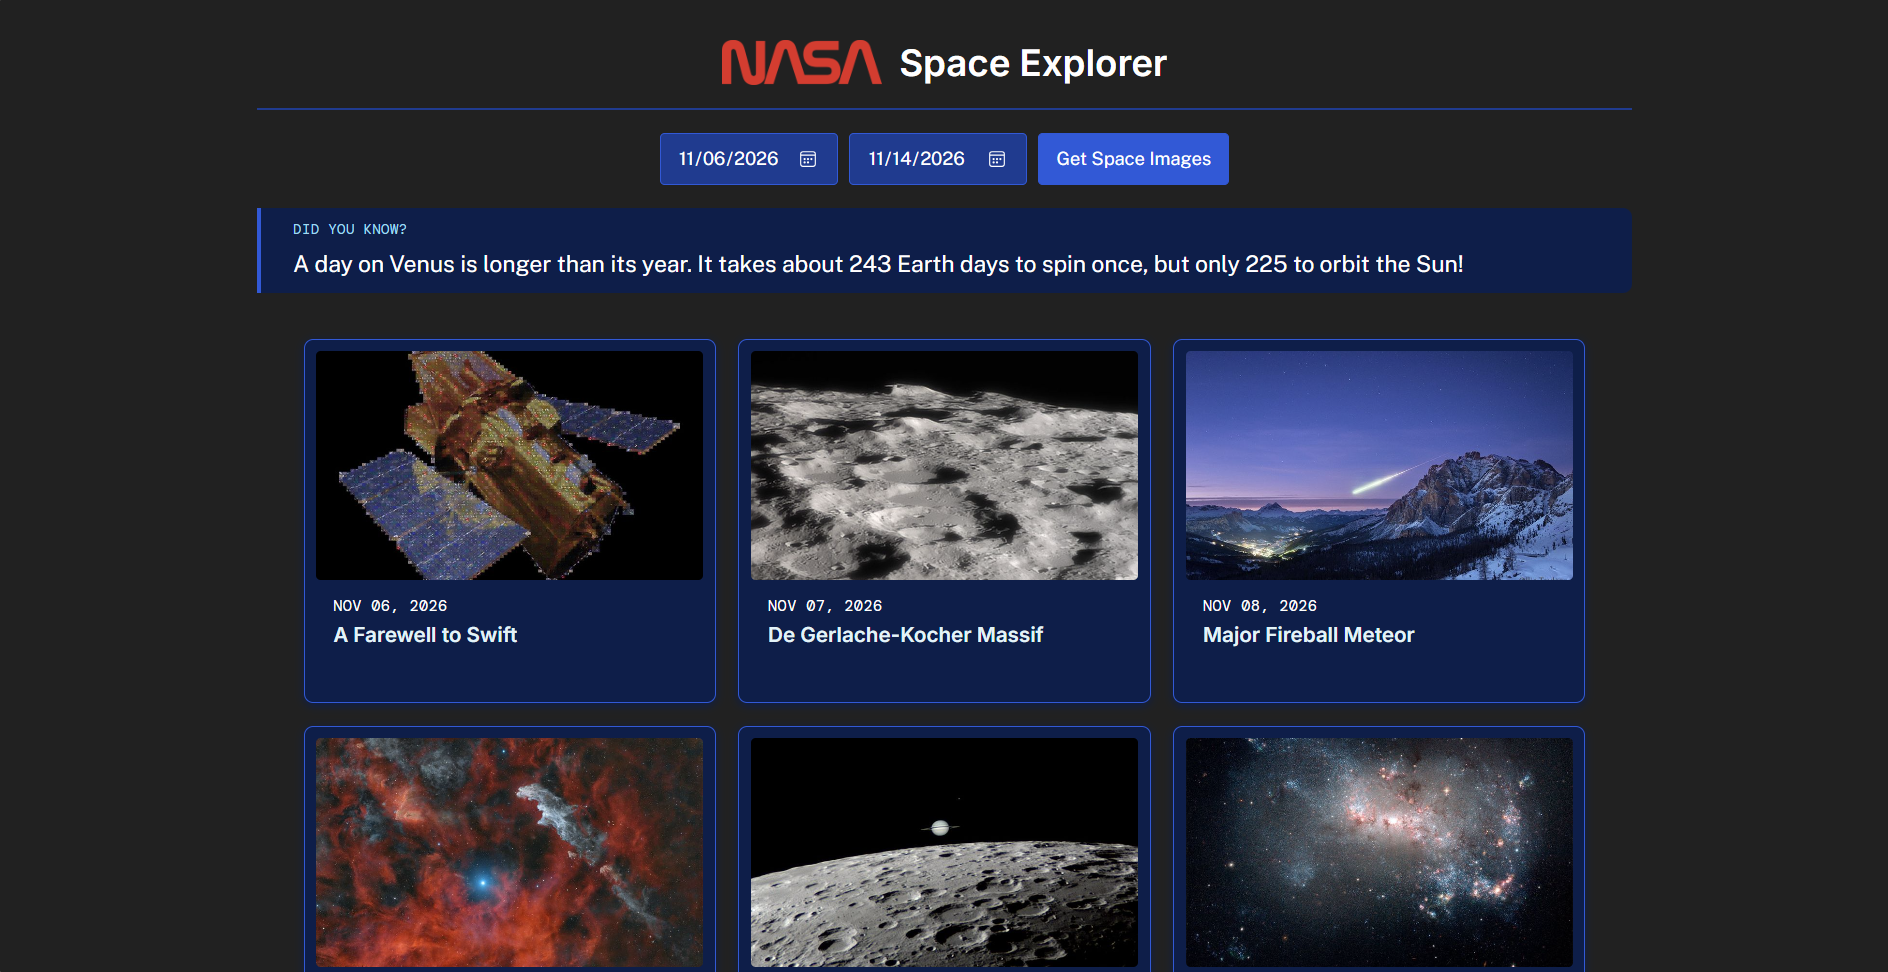 NASA Space Explorer
11/06/2026 11/14/2026 Get Space Images
DID YOU KNOW?
A day on Venus is longer than its year. It takes about 243 Earth days to spin once, but only 225 to orbit the Sun!
NOV 06, 2026
A Farewell to Swift
NOV 07, 2026
De Gerlache-Kocher Massif
NOV 08, 2026
Major Fireball Meteor